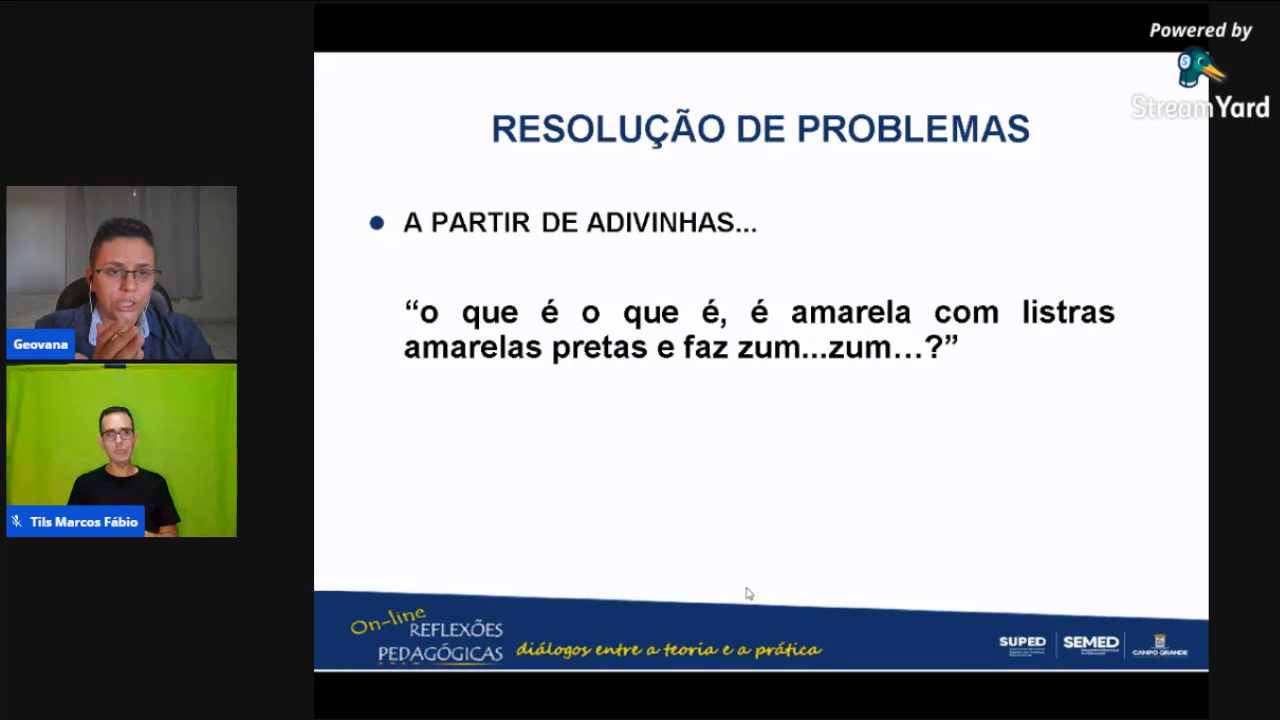 Powered by
StreamYard
RESOLUÇÃO DE PROBLEMAS
A PARTIR DE ADIVINHAS...
“o que é o que é, é amarela com listras
amarelas pretas e faz zum...zum…?”
Geovana
Tils Marcos Fábio
On-line
REFLEXÕES
PEDAGÓGICAS
diálogos entre a teoria e a prática
SUPED
SEMED
CAMPO GRANDE